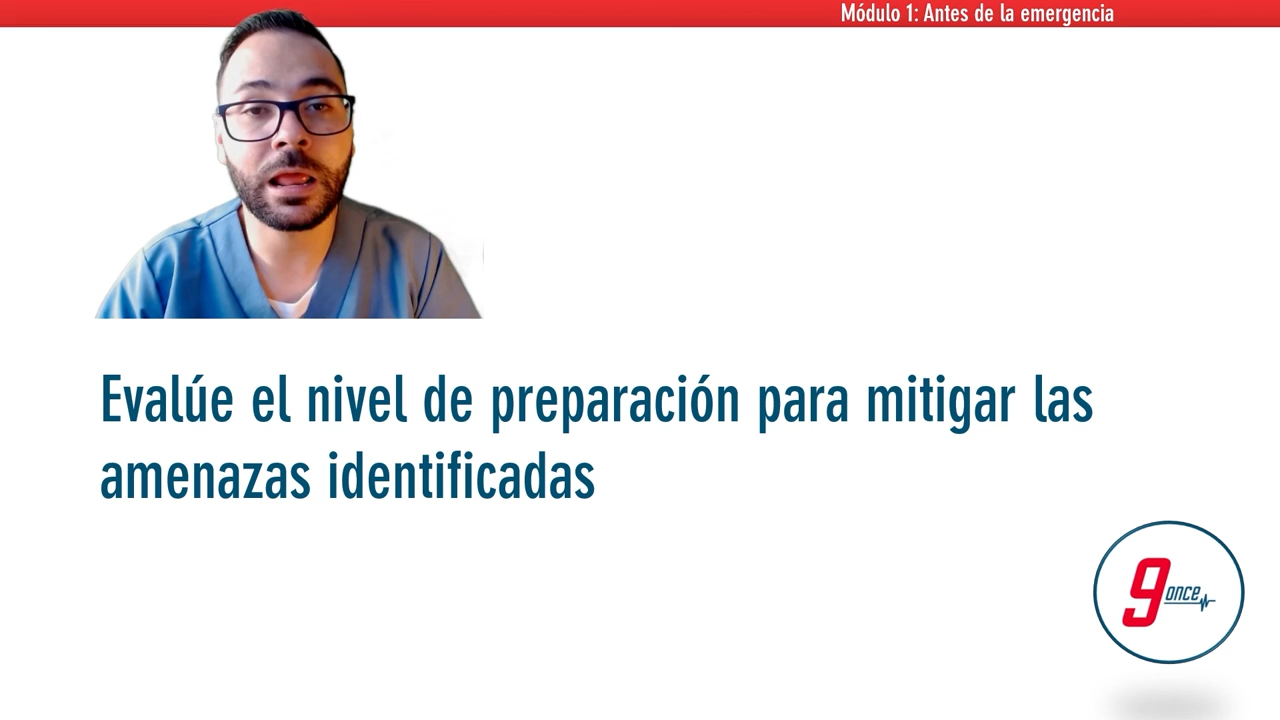 Módulo 1: Antes de la emergencia
Evalúe el nivel de preparación para mitigar las
amenazas identificadas
9once